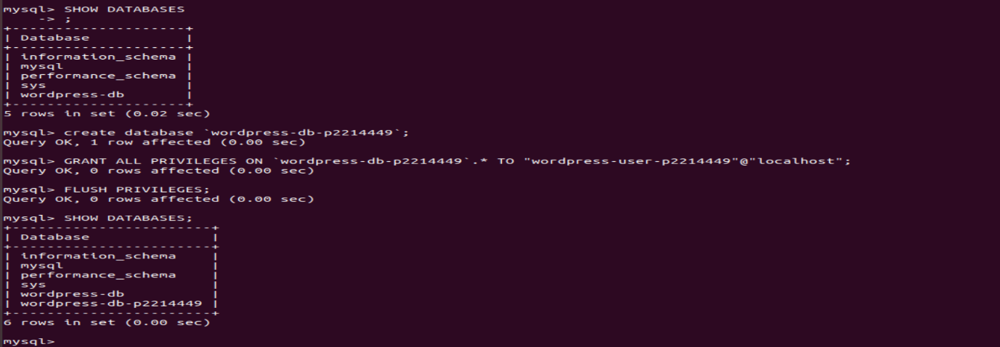 mysql> SHOW DATABASES
    -> ;
+---------------------+
| Database            |
+---------------------+
| information_schema |
| mysql              |
| performance_schema |
| sys                |
| wordpress-db       |
+---------------------+
5 rows in set (0.02 sec)
mysql> create database `wordpress-db-p2214449`;
Query OK, 1 row affected (0.00 sec)
mysql> GRANT ALL PRIVILEGES ON `wordpress-db-p2214449`.* TO "wordpress-user-p2214449"@"localhost";
Query OK, 0 rows affected (0.00 sec)
mysql> FLUSH PRIVILEGES;
Query OK, 0 rows affected (0.00 sec)
mysql> SHOW DATABASES;
+-----------------------+
| Database              |
+-----------------------+
| information_schema    |
| mysql                 |
| performance_schema    |
| sys                   |
| wordpress-db          |
| wordpress-db-p2214449 |
+-----------------------+
6 rows in set (0.00 sec)
mysql>